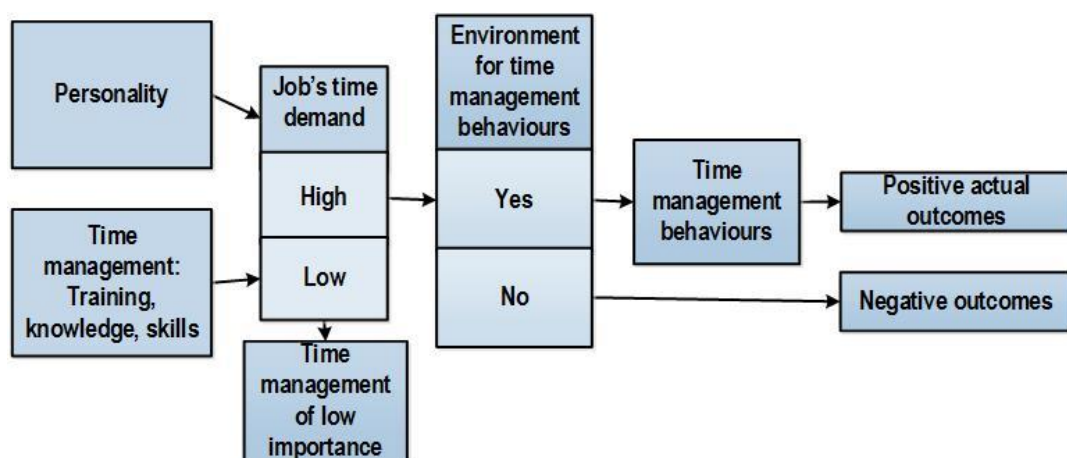 Personality
Time
management:
Training,
knowledge, skills
Job's time
demand
High
Low
Time
management
of low
importance
Environment
for time
management
behaviours
Yes
No
Time
management
behaviours
Positive actual
outcomes
Negative outcomes